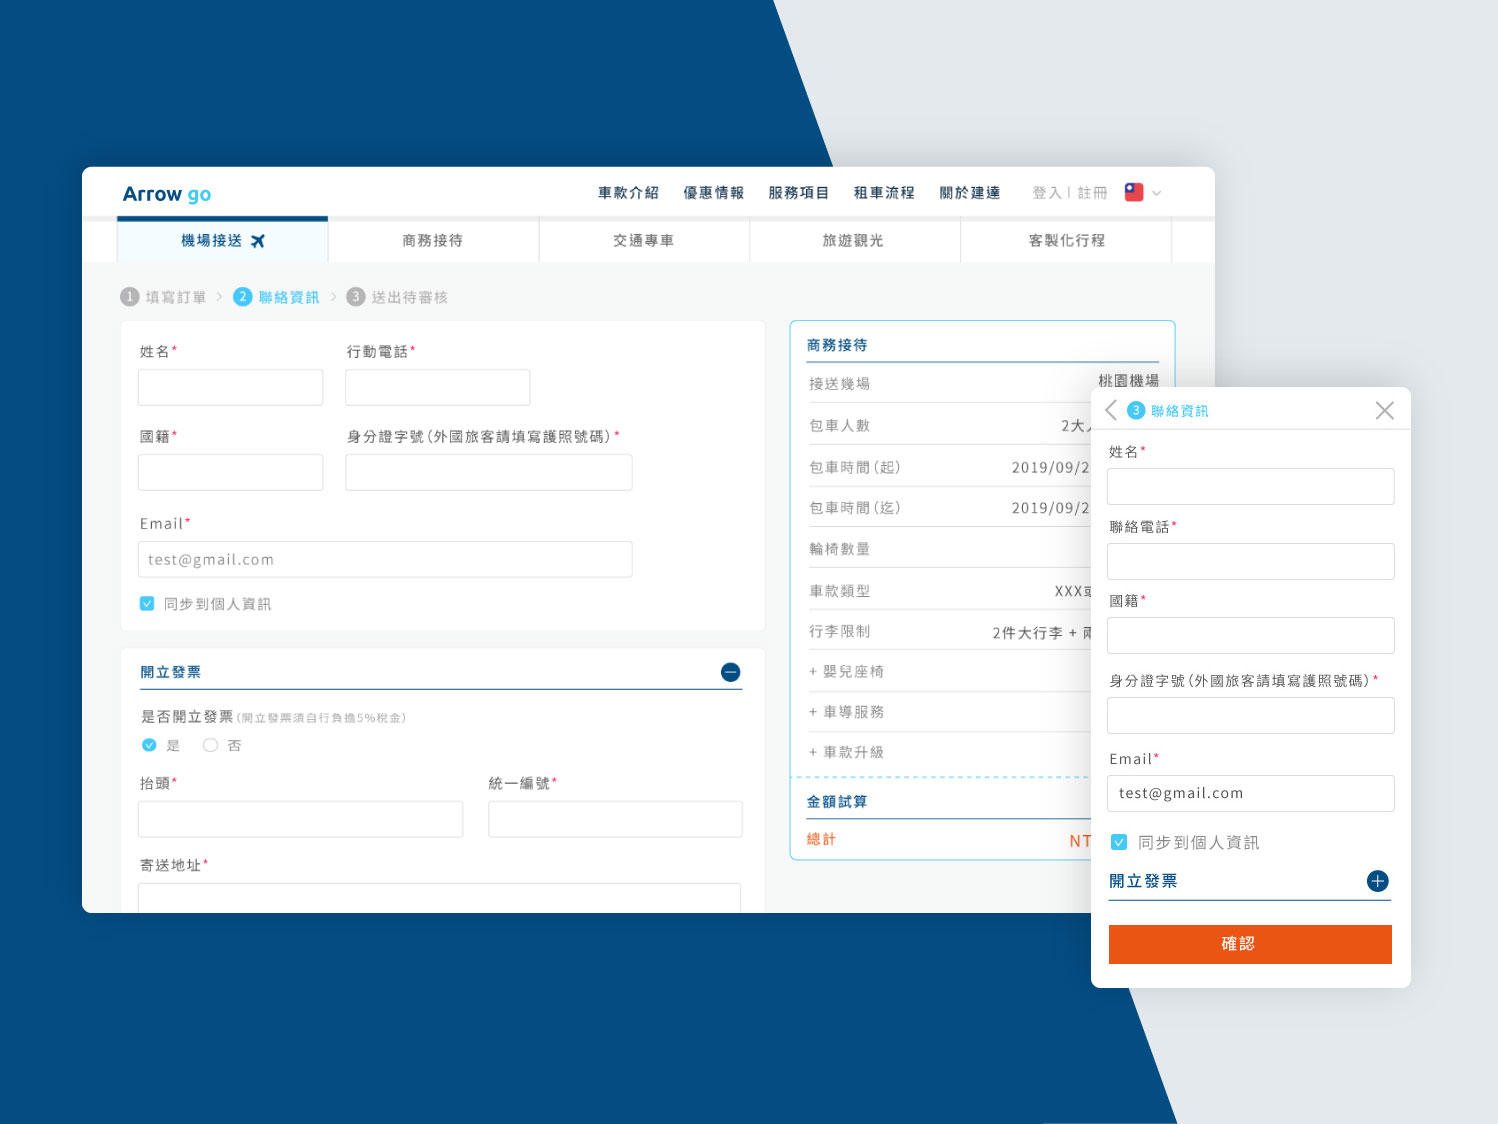 Arrow go
車款介紹 優惠情報 服務項目 租車流程 關於建達 登入 | 註冊
機場接送 商務接待 交通專車 旅遊觀光 客製化行程
1 填寫訂單 2 聯絡資訊 3 送出待審核
姓名* 行動電話*
國籍* 身分證字號(外國旅客請填寫護照號碼)*
Email*
test@gmail.com
同步到個人資訊
開立發票
是否開立發票(開立發票須自行負擔5%稅金)
是 否
抬頭* 統一編號*
寄送地址*
商務接待
接送幾場 桃園機場
包車人數 2大
包車時間(起) 2019/09/2
包車時間(迄) 2019/09/2
輪椅數量
車款類型 XXX或
行李限制 2件大行李 + 兩
+ 嬰兒座椅
+ 車導服務
+ 車款升級
金額試算
總計 NT
3 聯絡資訊
姓名*
聯絡電話*
國籍*
身分證字號(外國旅客請填寫護照號碼)*
Email*
test@gmail.com
同步到個人資訊
開立發票
確認